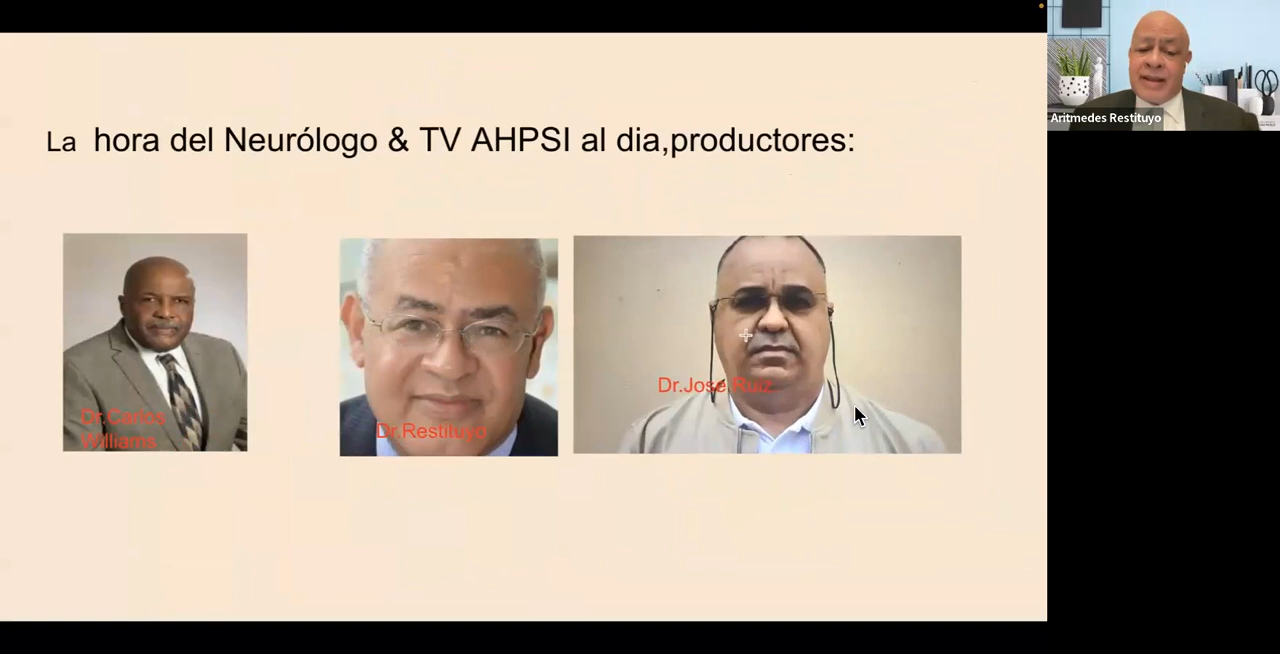 La hora del Neurólogo & TV AHPSI al dia,productores:
Aritmedes Restituyo
Dr.Carlos
Williams
Dr.Restituyo
Dr.Jose Ruiz